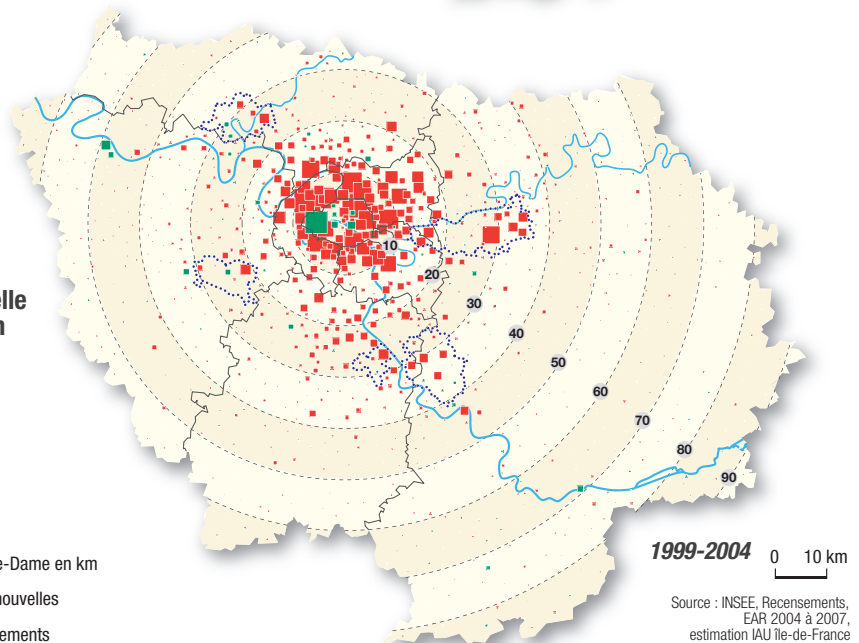 elle
10
20
30
40
50
60
70
80
90
e-Dame en km
nouvelles
ements
1999-2004
0 10 km
Source : INSEE, Recensements,
EAR 2004 à 2007,
estimation IAU île-de-France